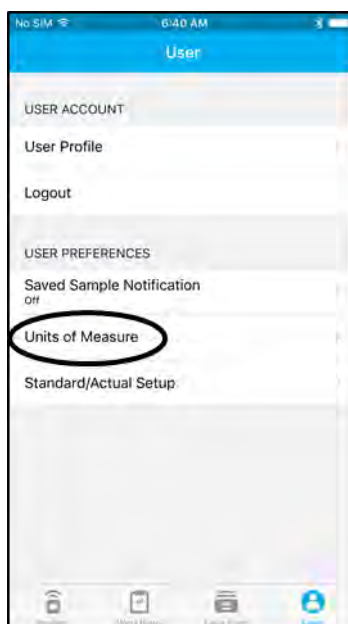 No SIM 6:40 AM
User
USER ACCOUNT
User Profile
Logout
USER PREFERENCES
Saved Sample Notification
Off
Units of Measure
Standard/Actual Setup